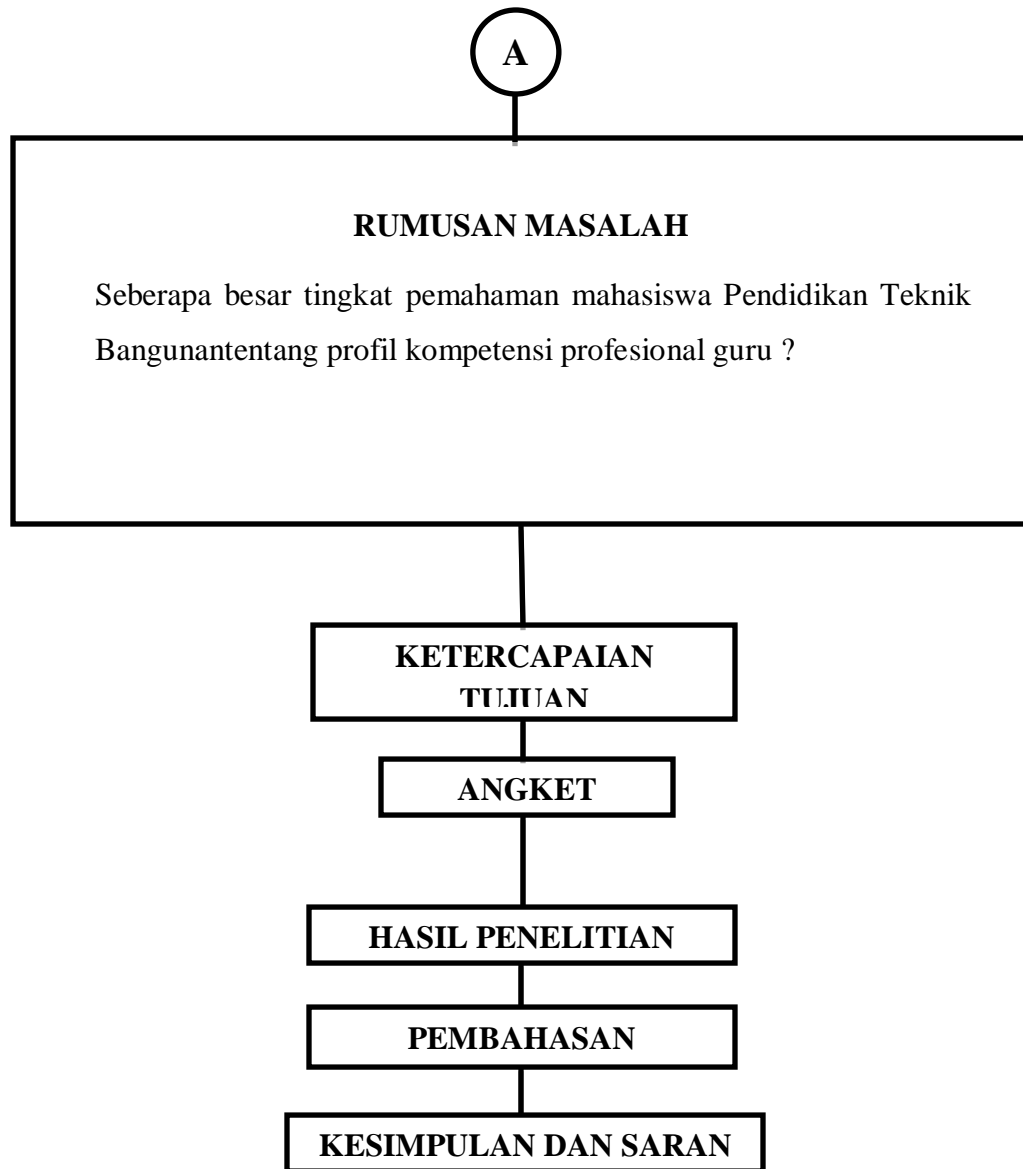 A
RUMUSAN MASALAH
Seberapa besar tingkat pemahaman mahasiswa Pendidikan Teknik
Bangunantentang profil kompetensi profesional guru ?
KETERCAPAIAN
TUJUAN
ANGKET
HASIL PENELITIAN
PEMBAHASAN
KESIMPULAN DAN SARAN